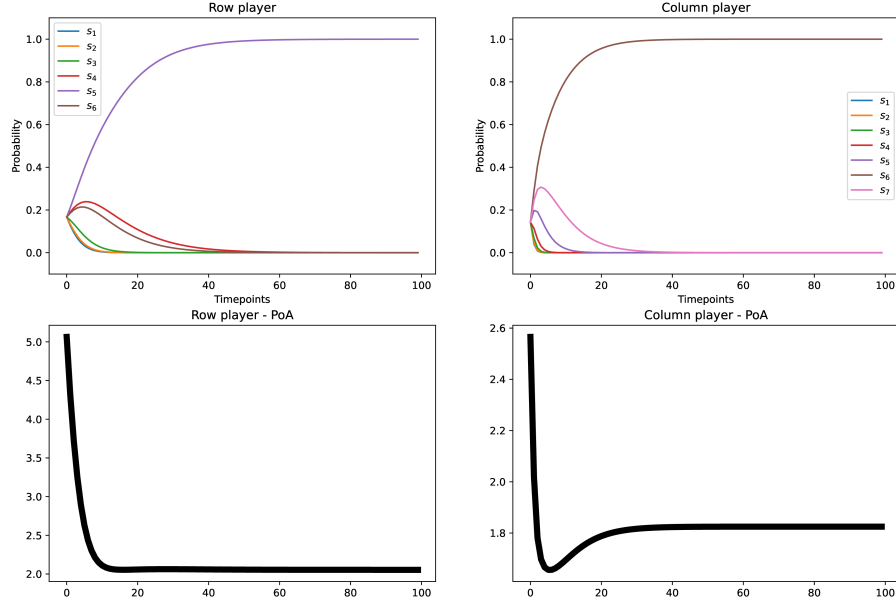 Row player
Column player
1.0
0.8
0.6
0.4
0.2
0.0
Probability
s1
s2
s3
s4
s5
s6
0
20
40
60
80
100
Timepoints
1.0
0.8
0.6
0.4
0.2
0.0
Probability
s1
s2
s3
s4
s5
s6
s7
0
20
40
60
80
100
Timepoints
Row player - PoA
5.0
4.5
4.0
3.5
3.0
2.5
2.0
0
20
40
60
80
100
Column player - PoA
2.6
2.4
2.2
2.0
1.8
0
20
40
60
80
100